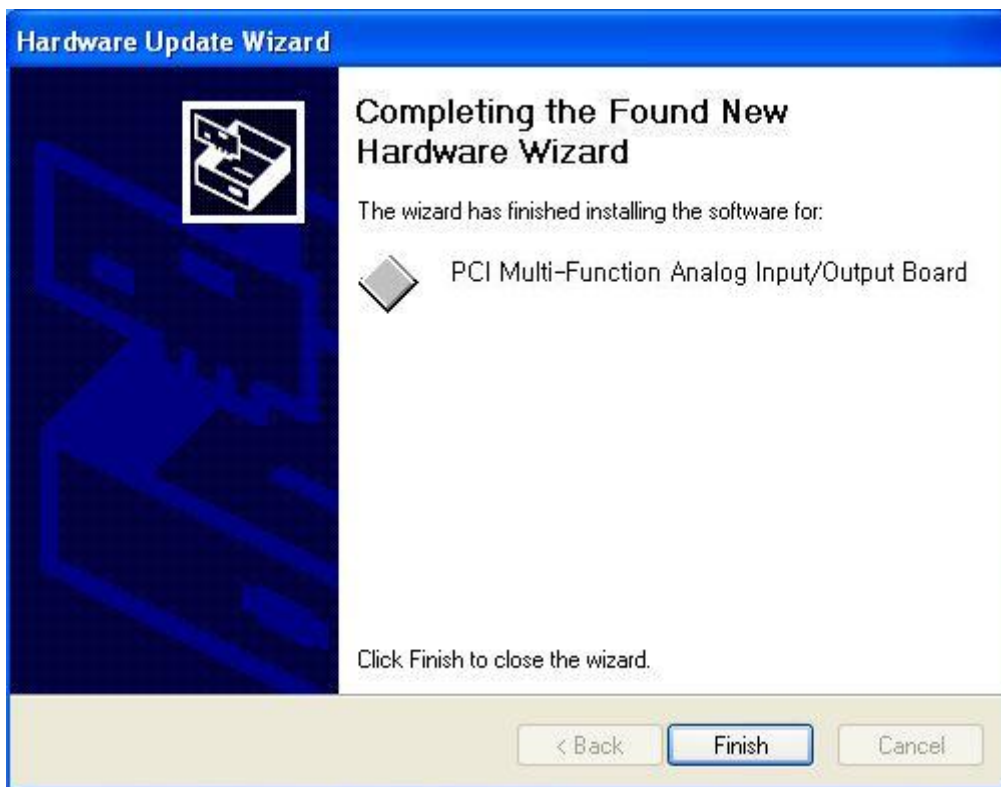 Hardware Update Wizard
Completing the Found New
Hardware Wizard
The wizard has finished installing the software for:
PCI Multi-Function Analog Input/Output Board
Click Finish to close the wizard.
< Back
Finish
Cancel